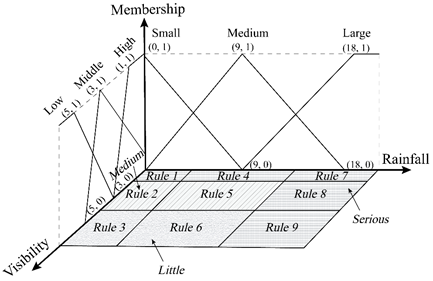 Membership
Small
(0, 1)
Medium
(9, 1)
Large
(18, 1)
High
(1, 1)
Middle
(3, 1)
Low
(5, 1)
Medium
(3, 0)
(5, 0)
(9, 0)
(18, 0)
Rainfall
Rule 1
Rule 4
Rule 7
Rule 2
Rule 5
Rule 8
Rule 3
Rule 6
Rule 9
Serious
Little
Visibility